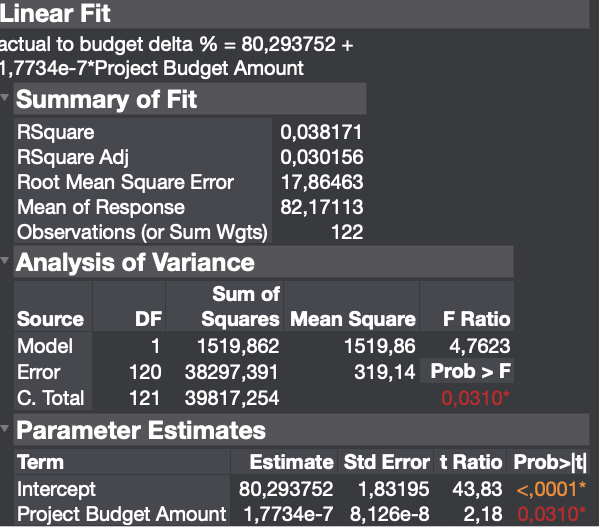 Linear Fit
actual to budget delta % = 80,293752 +
1,7734e-7*Project Budget Amount
Summary of Fit
RSquare 0,038171
RSquare Adj 0,030156
Root Mean Square Error 17,86463
Mean of Response 82,17113
Observations (or Sum Wgts) 122
Analysis of Variance
Sum of
Source DF Squares Mean Square F Ratio
Model 1 1519,862 1519,86 4,7623
Error 120 38297,391 319,14 Prob > F
C. Total 121 39817,254 0,0310*
Parameter Estimates
Term Estimate Std Error t Ratio Prob>|t|
Intercept 80,293752 1,83195 43,83 <,0001*
Project Budget Amount 1,7734e-7 8,126e-8 2,18 0,0310*